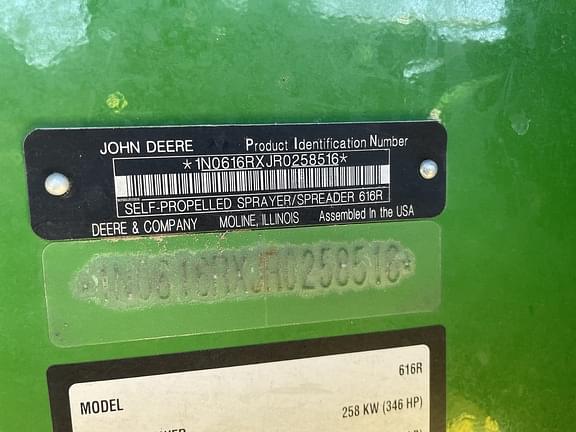 JOHN DEERE Product Identification Number
*1N0616RXJR0258516*
SELF-PROPELLED SPRAYER/SPREADER 616R
DEERE & COMPANY MOLINE, ILLINOIS Assembled In the USA
*1N0616RXJR0258516*
616R
MODEL
258 KW (346 HP)